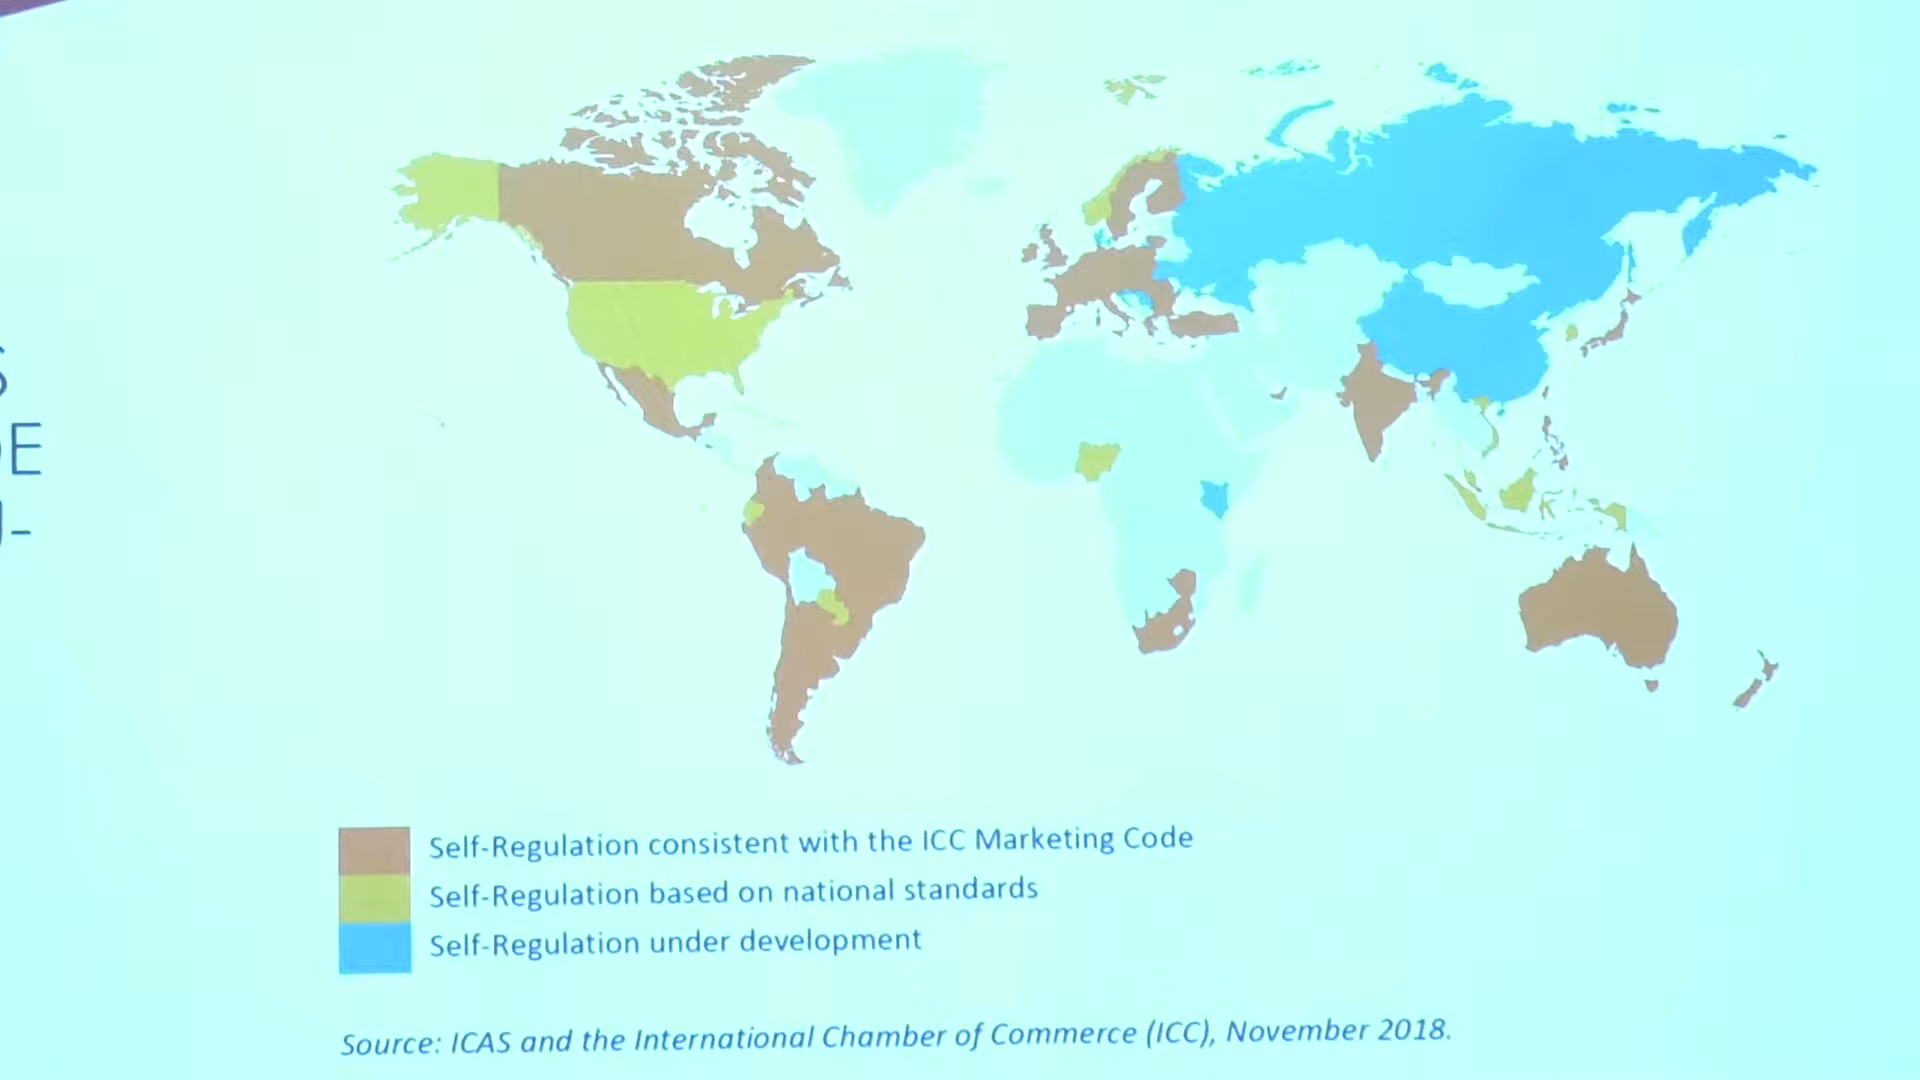 Self-Regulation consistent with the ICC Marketing Code
Self-Regulation based on national standards
Self-Regulation under development
Source: ICAS and the International Chamber of Commerce (ICC), November 2018.